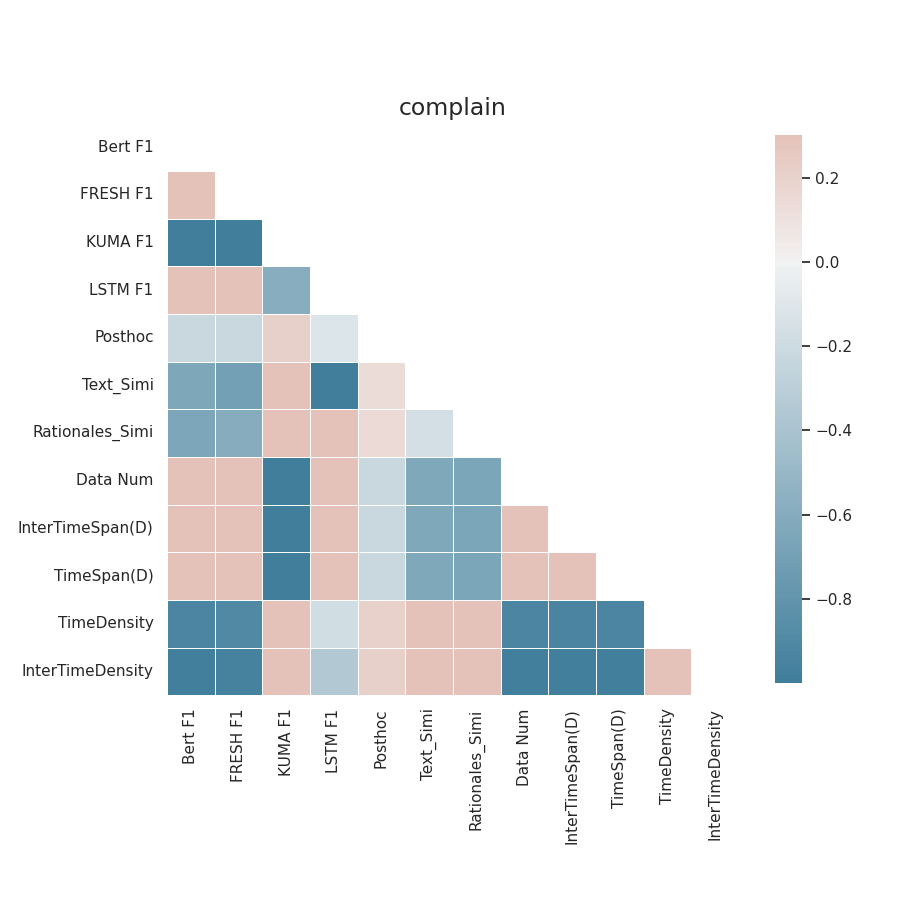 complain
Bert F1
FRESH F1
KUMA F1
LSTM F1
Posthoc
Text_Simi
Rationales_Simi
Data Num
InterTimeSpan(D)
TimeSpan(D)
TimeDensity
InterTimeDensity
Bert F1
FRESH F1
KUMA F1
LSTM F1
Posthoc
Text_Simi
Rationales_Simi
Data Num
InterTimeSpan(D)
TimeSpan(D)
TimeDensity
InterTimeDensity
0.2
0.0
−0.2
−0.4
−0.6
−0.8